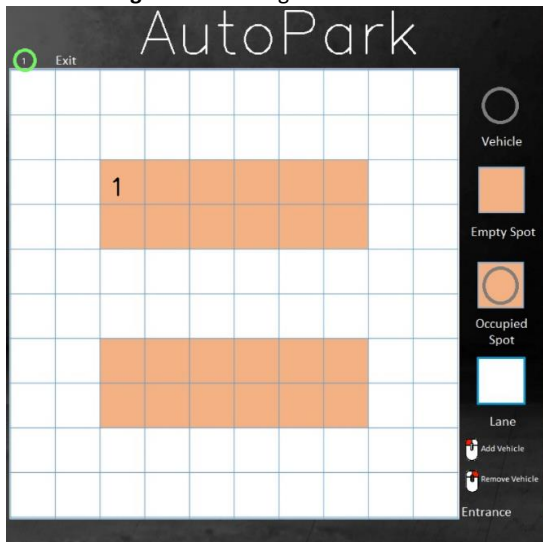 AutoPark
1
Exit
1
Vehicle
Empty Spot
Occupied
Spot
Lane
Add Vehicle
Remove Vehicle
Entrance